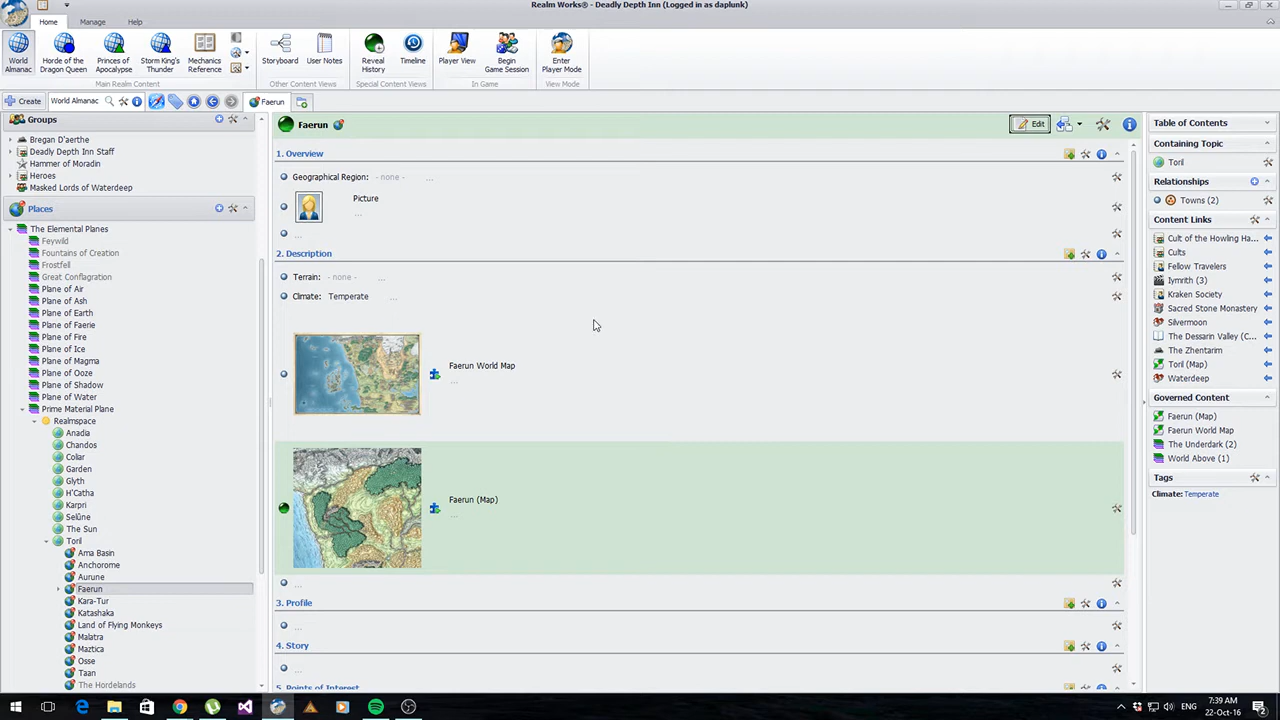 Realm Works® - Deadly Depth Inn (Logged in as daplunk)
Home
Manage
Help
World Almanac
Horde of the Dragon Queen
Princes of Apocalypse
Storm King's Thunder
Mechanics Reference
Storyboard
User Notes
Reveal History
Timeline
Player View
Begin Game Session
Enter Player Mode
Main Realm Content
Other Content Views
Special Content Views
In Game
View Mode
Create
World Almanac
Faerun
Groups
Bregan D'aerthe
Deadly Depth Inn Staff
Hammer of Moradin
Heroes
Masked Lords of Waterdeep
Places
The Elemental Planes
Feywild
Fountains of Creation
Frostfell
Great Conflagration
Plane of Air
Plane of Ash
Plane of Earth
Plane of Faerie
Plane of Fire
Plane of Ice
Plane of Magma
Plane of Ooze
Plane of Shadow
Plane of Water
Prime Material Plane
Realmspace
Anadia
Chandos
Coliar
Garden
Glyth
H'Catha
Karpri
Selûne
The Sun
Toril
Ama Basin
Anchorome
Aurune
Faerun
Kara-Tur
Katashaka
Land of Flying Monkeys
Malatra
Maztica
Osse
Taan
The Hordelands
Faerun
Edit
1. Overview
Geographical Region: - none - ...
Picture
...
...
2. Description
Terrain: - none - ...
Climate: Temperate ...
Faerun World Map
...
Faerun (Map)
...
...
3. Profile
...
4. Story
...
5. Points of Interest
Table of Contents
Containing Topic
Toril
Relationships
Towns (2)
Content Links
Cult of the Howling Ha...
Cults
Fellow Travelers
Iymrith (3)
Kraken Society
Sacred Stone Monastery
Silvermoon
The Dessarin Valley (C...
The Zhentarim
Toril (Map)
Waterdeep
Governed Content
Faerun (Map)
Faerun World Map
The Underdark (2)
World Above (1)
Tags
Climate: Temperate
7:39 AM
22-Oct-16